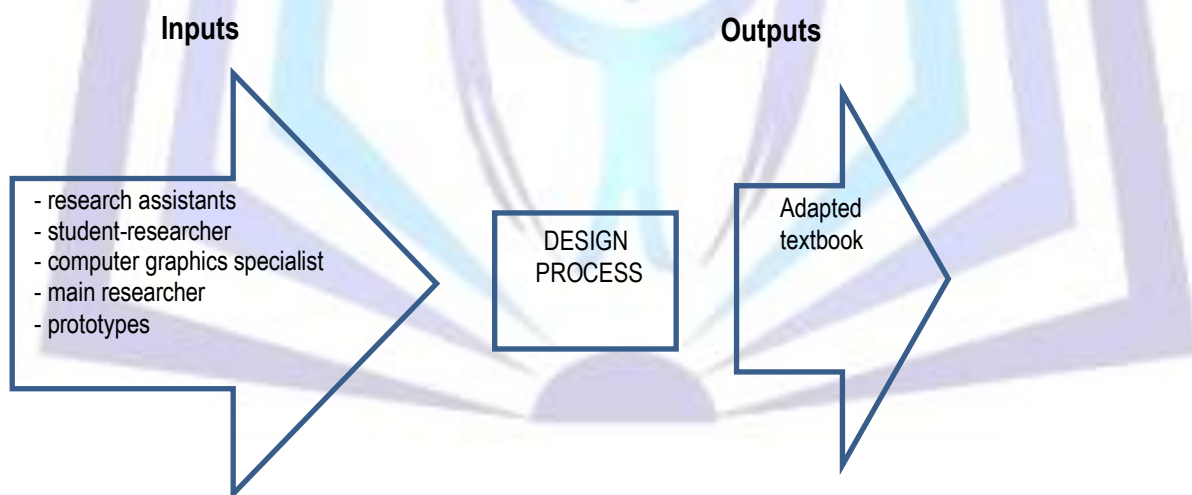 Inputs
Outputs
- research assistants
- student-researcher
- computer graphics specialist
- main researcher
- prototypes
DESIGN
PROCESS
Adapted
textbook